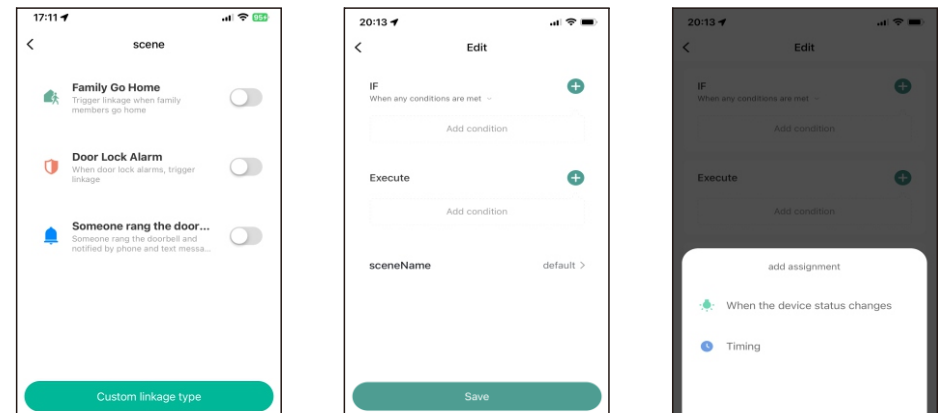 17:11
95+
scene
Family Go Home
Trigger linkage when family
members go home
Door Lock Alarm
When door lock alarms, trigger
linkage
Someone rang the door...
Someone rang the doorbell and
notified by phone and text messa...
Custom linkage type
20:13
Edit
IF
When any conditions are met
Add condition
Execute
Add condition
sceneName
default >
Save
20:13
Edit
IF
When any conditions are met
Add condition
Execute
Add condition
add assignment
When the device status changes
Timing